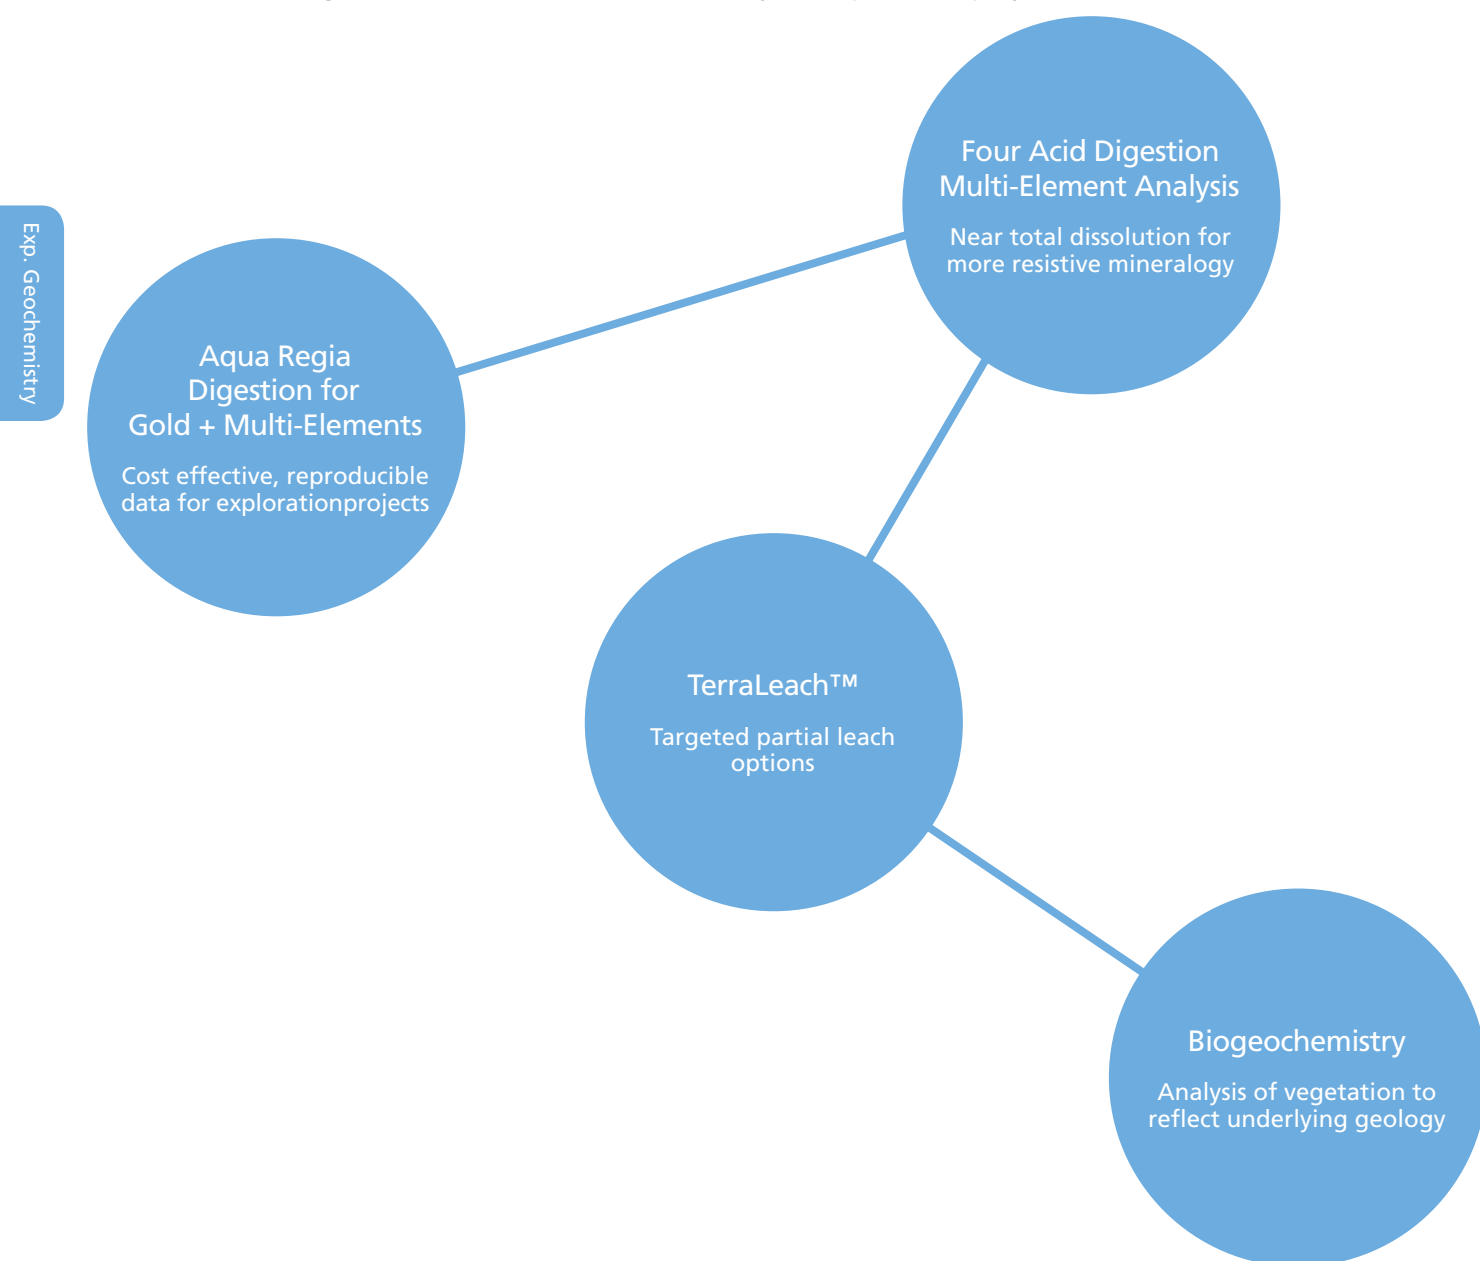 Four Acid Digestion
Multi-Element Analysis
Near total dissolution for
more resistive mineralogy
Exp. Geochemistry
Aqua Regia
Digestion for
Gold + Multi-Elements
Cost effective, reproducible
data for explorationprojects
TerraLeach™
Targeted partial leach
options
Biogeochemistry
Analysis of vegetation to
reflect underlying geology